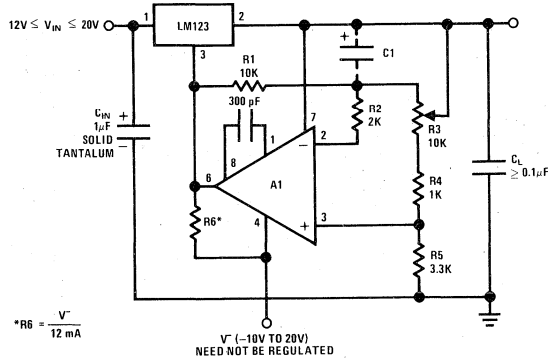 12V ≤ VIN ≤ 20V
1
LM123
2
3
R1
10K
+
C1
300 pF
CIN
1μF
SOLID
TANTALUM
+
−
8
1
7
−
2
R2
2K
R3
10K
CL
≥ 0.1μF
6
A1
R4
1K
R6*
4
+
3
R5
3.3K
*R6 = V−/12 mA
V− (−10V TO 20V)
NEED NOT BE REGULATED